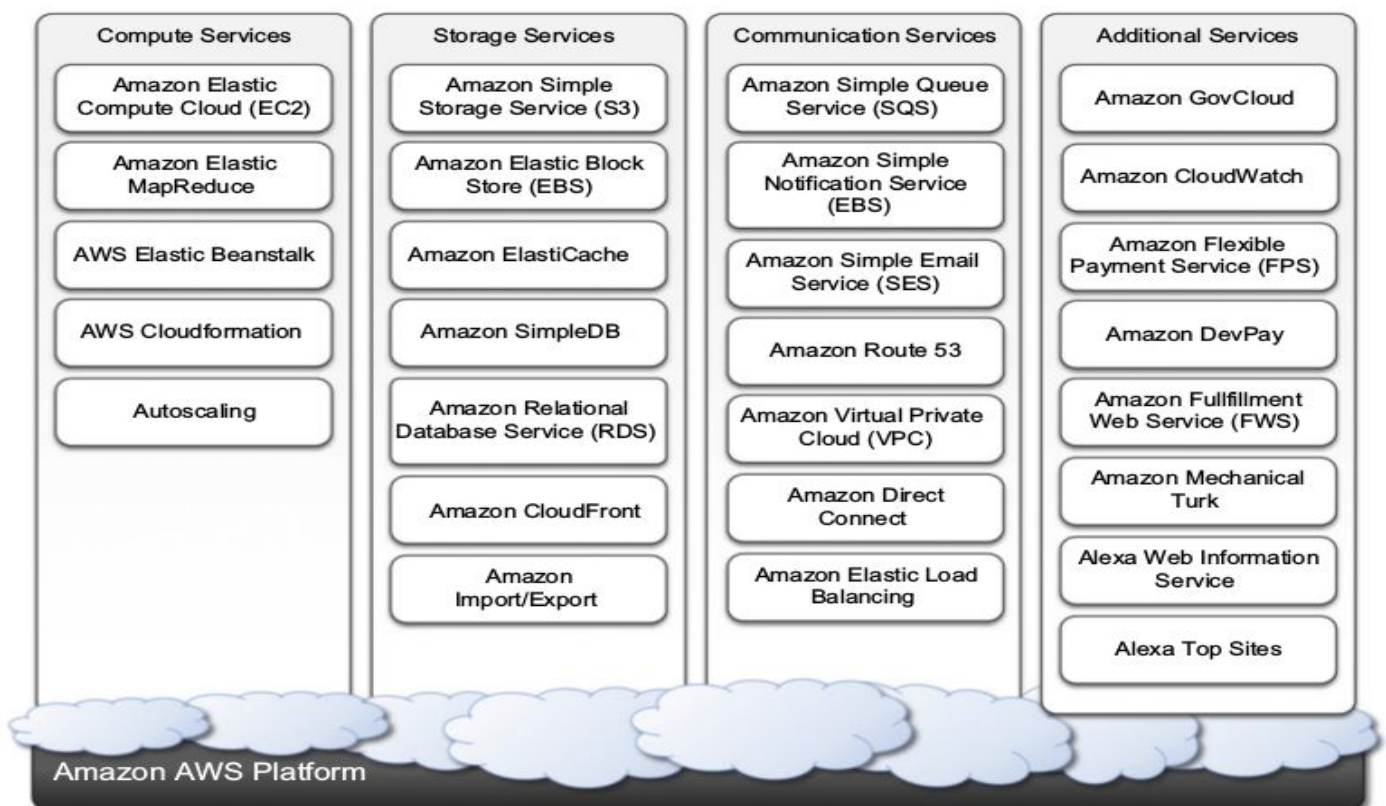 Compute Services
Amazon Elastic
Compute Cloud (EC2)
Amazon Elastic
MapReduce
AWS Elastic Beanstalk
AWS Cloudformation
Autoscaling
Storage Services
Amazon Simple
Storage Service (S3)
Amazon Elastic Block
Store (EBS)
Amazon ElastiCache
Amazon SimpleDB
Amazon Relational
Database Service (RDS)
Amazon CloudFront
Amazon
Import/Export
Communication Services
Amazon Simple Queue
Service (SQS)
Amazon Simple
Notification Service
(EBS)
Amazon Simple Email
Service (SES)
Amazon Route 53
Amazon Virtual Private
Cloud (VPC)
Amazon Direct
Connect
Amazon Elastic Load
Balancing
Additional Services
Amazon GovCloud
Amazon CloudWatch
Amazon Flexible
Payment Service (FPS)
Amazon DevPay
Amazon Fullfillment
Web Service (FWS)
Amazon Mechanical
Turk
Alexa Web Information
Service
Alexa Top Sites
Amazon AWS Platform